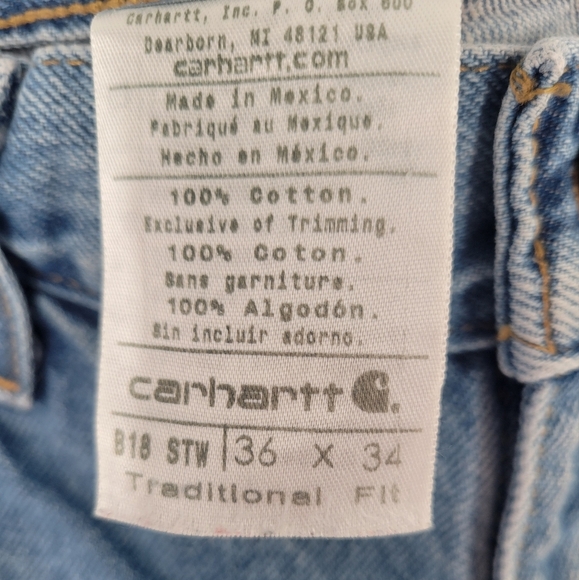 Carhartt, Inc. P. O. Box 600
Dearborn, MI 48121 USA
carhartt.com
Made in Mexico.
Fabriqué au Mexique.
Hecho en México.
100% Cotton.
Exclusive of Trimming.
100% Coton.
Sans garniture.
100% Algodón.
Sin incluir adorno.
carhartt
B18 STW 36 X 34
Traditional Fit